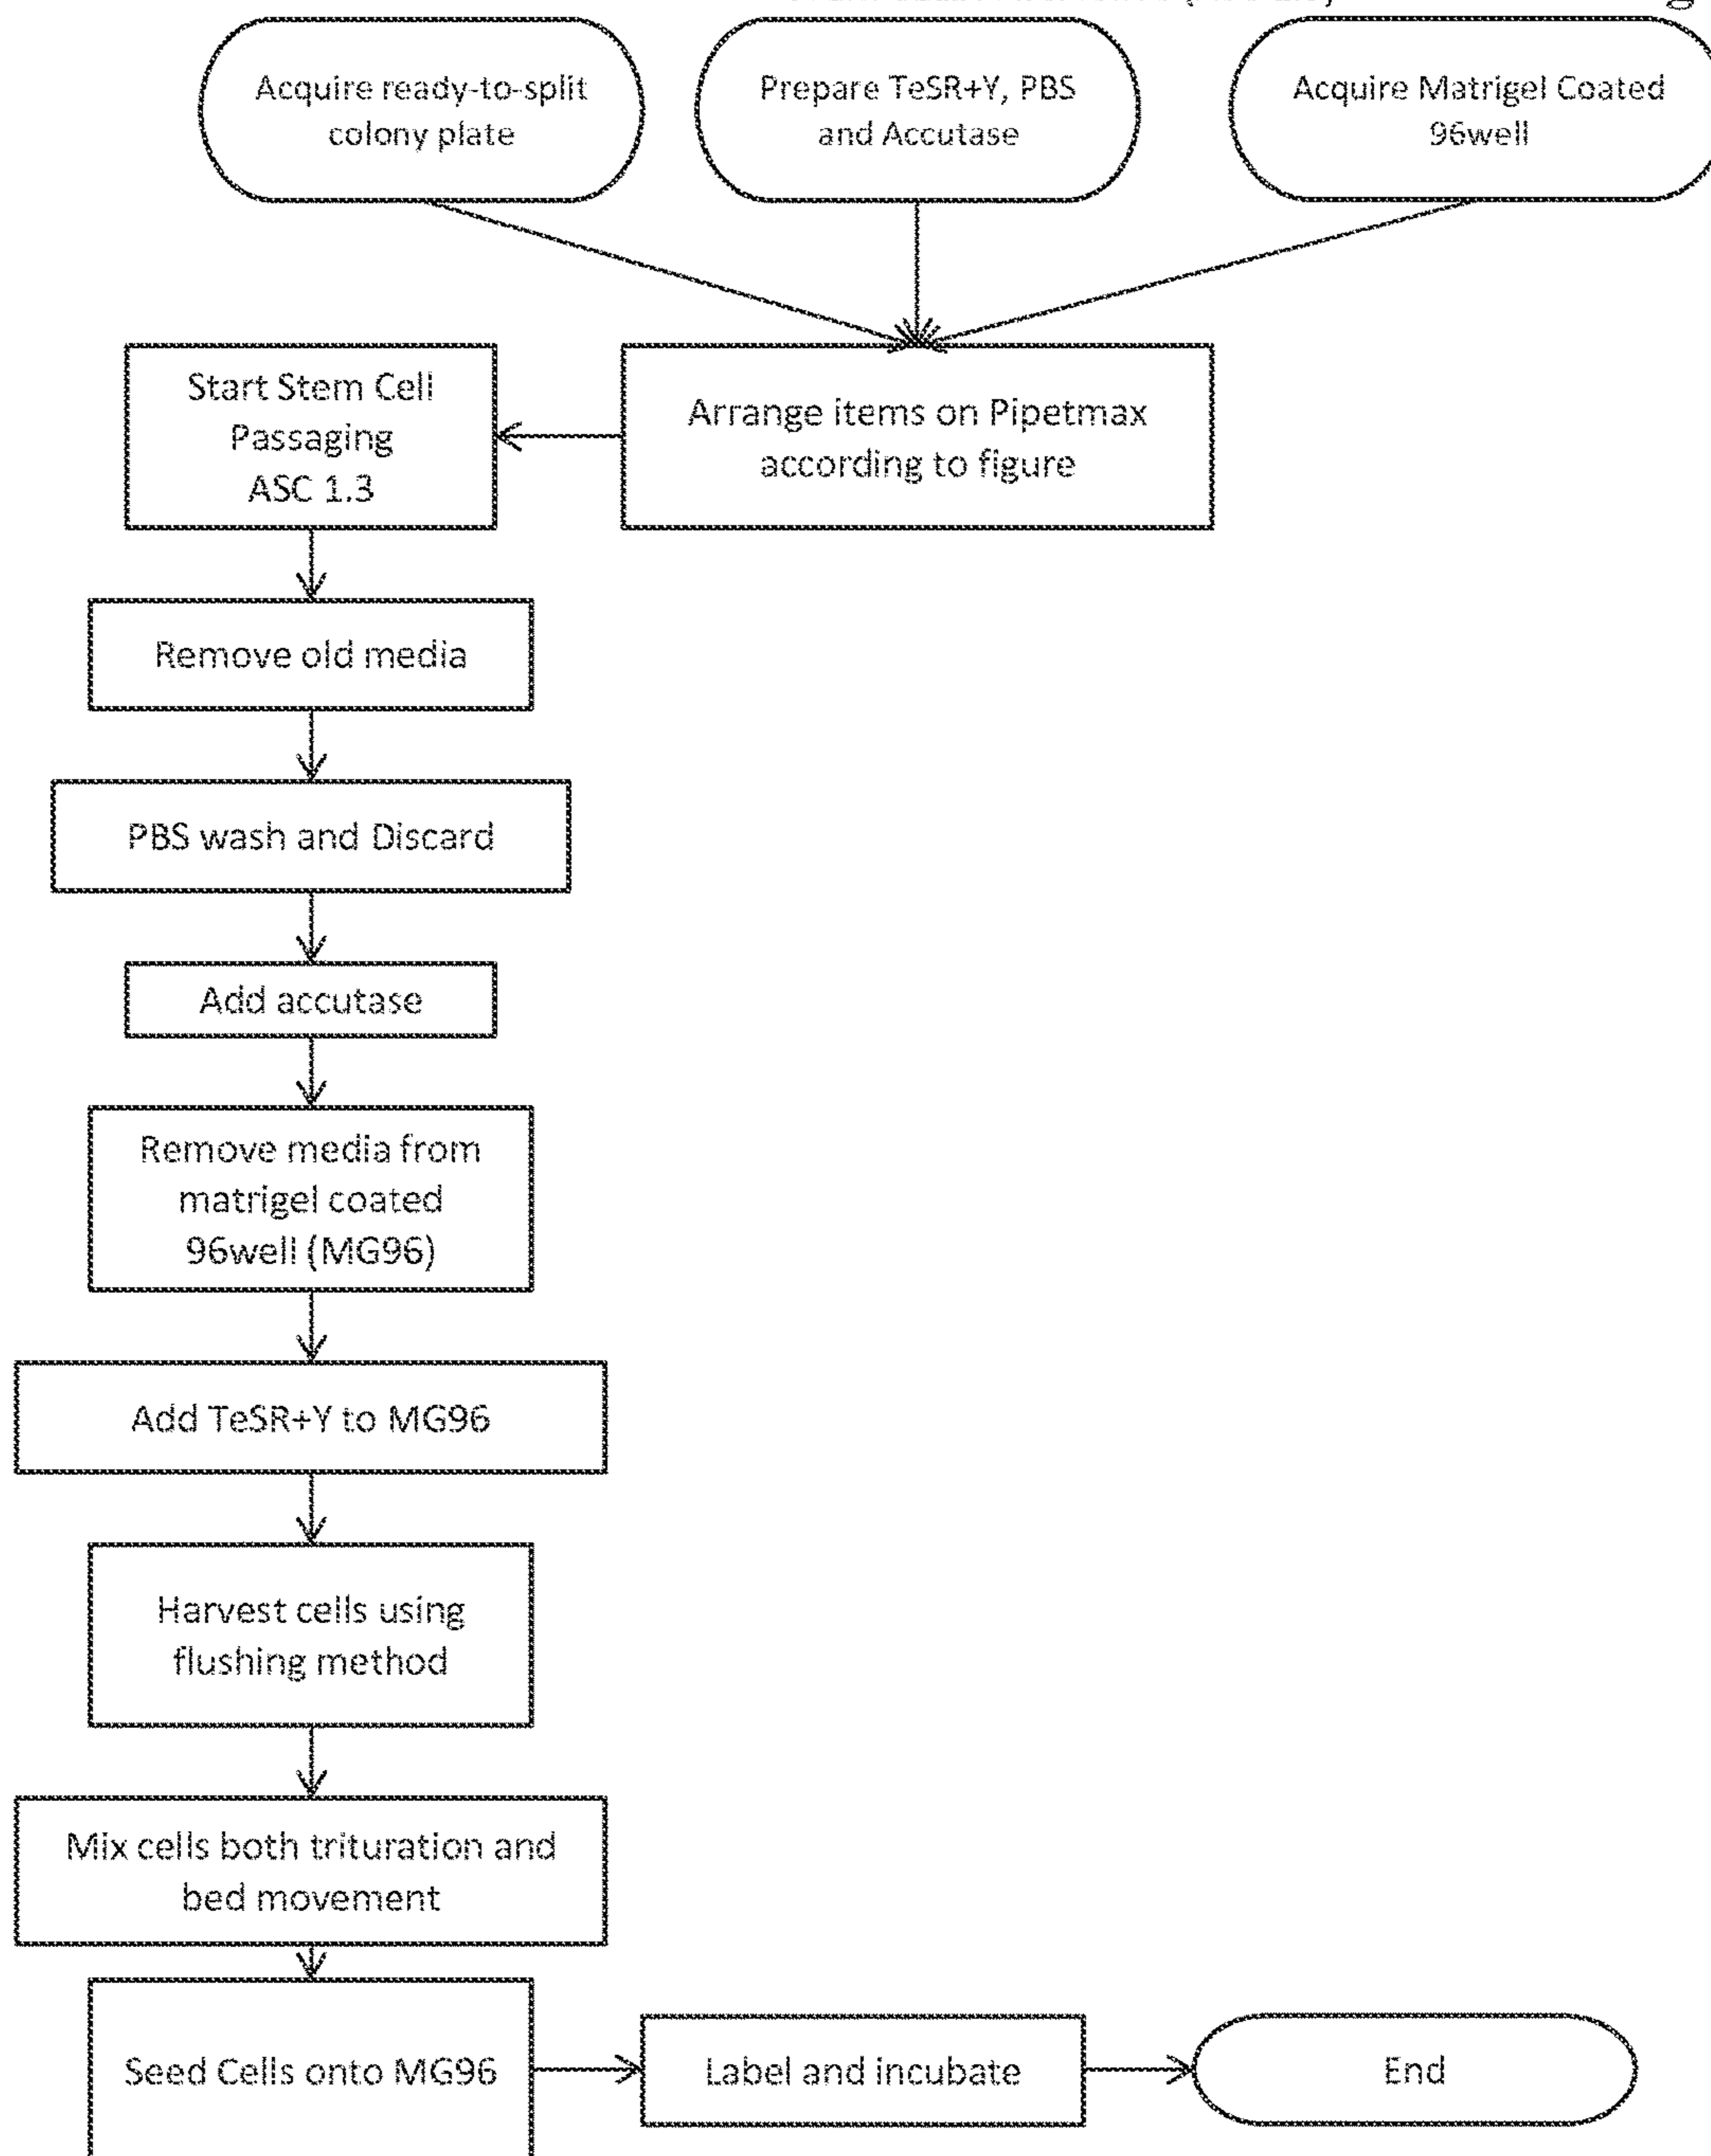 Acquire ready-to-split
colony plate
Prepare TeSR+Y, PBS
and Accutase
Acquire Matrigel Coated
96well
Start Stem Cell
Passaging
ASC 1.3
Arrange items on Pipetmax
according to figure
Remove old media
PBS wash and Discard
Add accutase
Remove media from
matrigel coated
96well (MG96)
Add TeSR+Y to MG96
Harvest cells using
flushing method
Mix cells both trituration and
bed movement
Seed Cells onto MG96
Label and incubate
End